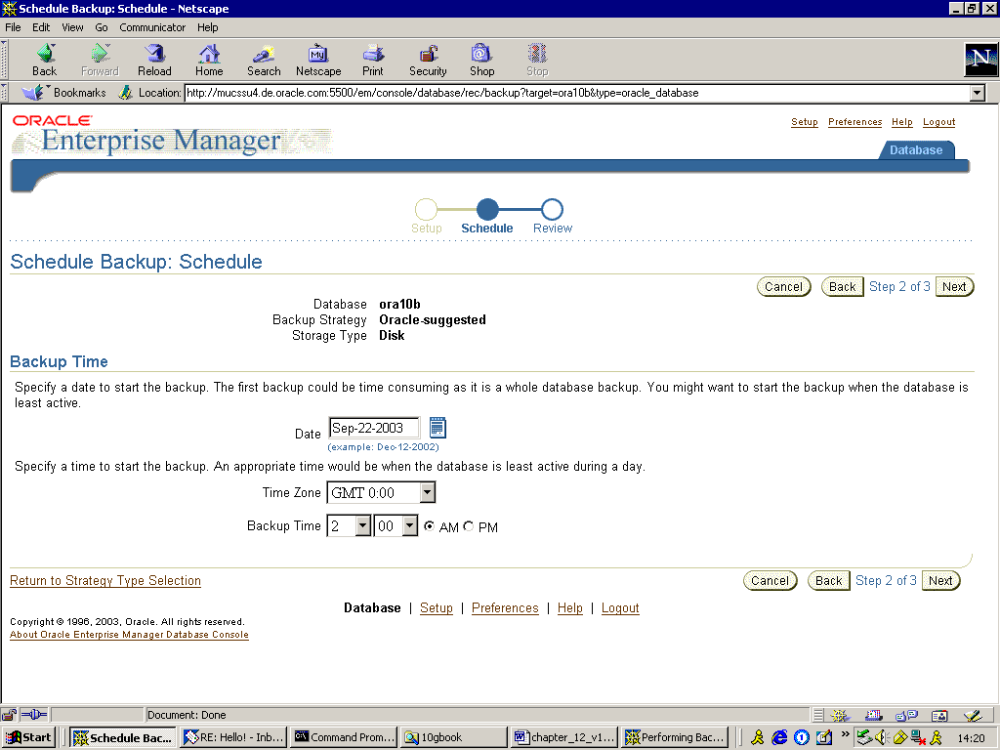 Schedule Backup: Schedule - Netscape
File Edit View Go Communicator Help
Back Forward Reload Home Search Netscape Print Security Shop Stop
My
N
Bookmarks Location: http://mucssu4.de.oracle.com:5500/em/console/database/rec/backup?target=ora10b&type=oracle_database
ORACLE
Enterprise Manager
Setup Preferences Help Logout
Database
Setup Schedule Review
Schedule Backup: Schedule
Cancel Back Step 2 of 3 Next
Database ora10b
Backup Strategy Oracle-suggested
Storage Type Disk
Backup Time
Specify a date to start the backup. The first backup could be time consuming as it is a whole database backup. You might want to start the backup when the database is
least active.
Date Sep-22-2003
(example: Dec-12-2002)
Specify a time to start the backup. An appropriate time would be when the database is least active during a day.
Time Zone GMT 0:00
Backup Time 2 00 AM PM
Return to Strategy Type Selection
Cancel Back Step 2 of 3 Next
Database | Setup | Preferences | Help | Logout
Copyright © 1996, 2003, Oracle. All rights reserved.
About Oracle Enterprise Manager Database Console
Document: Done
Start Schedule Bac... RE: Hello! - Inb... Command Prom... 10gbook chapter_12_v1... Performing Bac... » 14:20